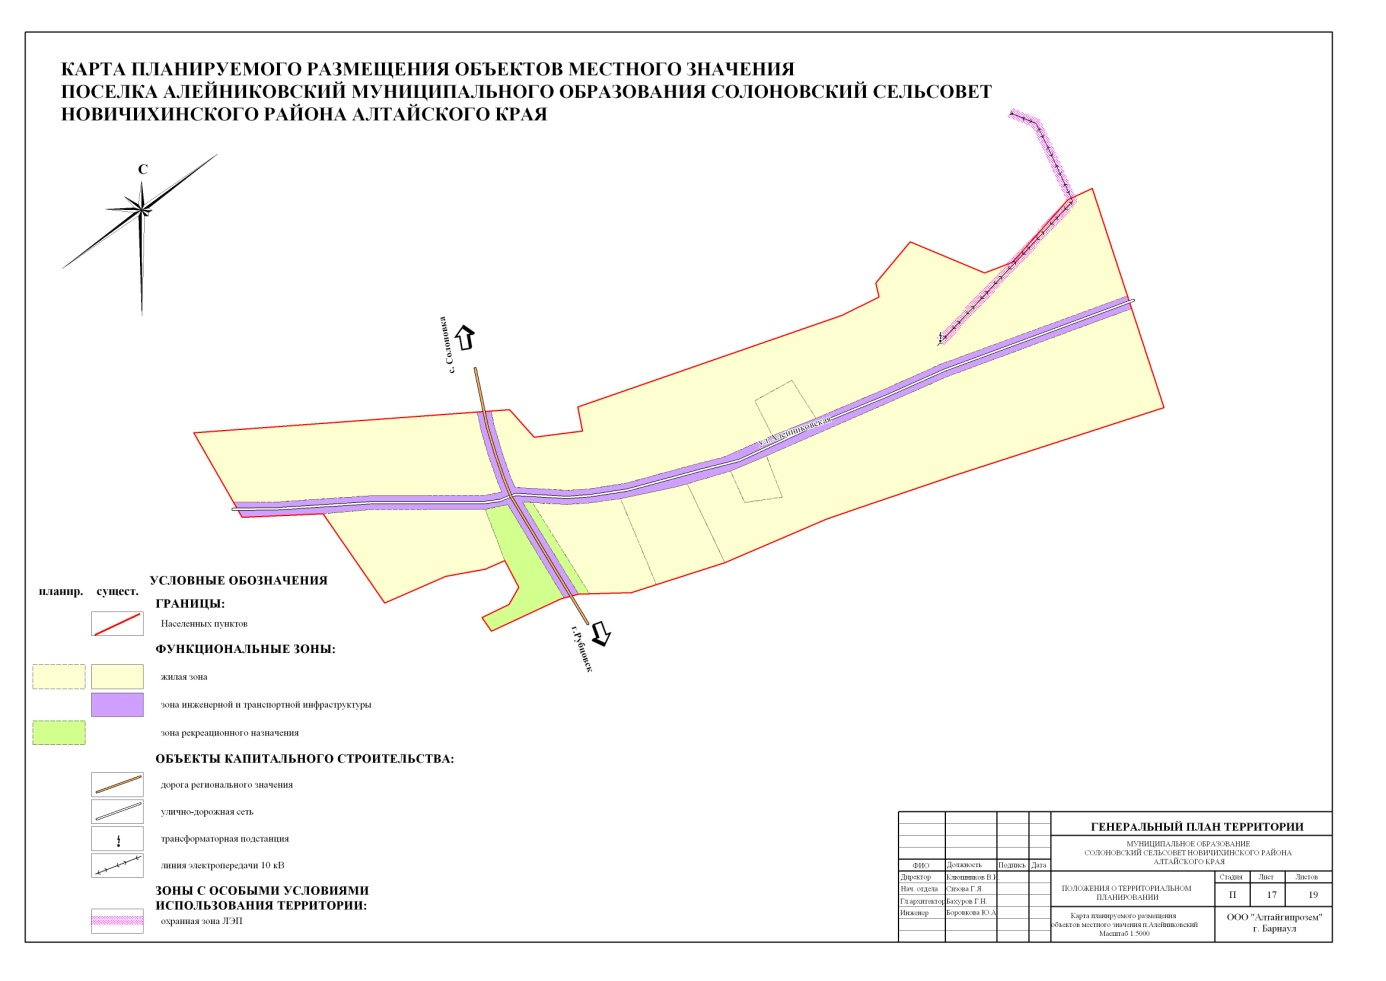 КАРТА ПЛАНИРУЕМОГО РАЗМЕЩЕНИЯ ОБЪЕКТОВ МЕСТНОГО ЗНАЧЕНИЯ
ПОСЕЛКА АЛЕЙНИКОВСКИЙ МУНИЦИПАЛЬНОГО ОБРАЗОВАНИЯ СОЛОНОВСКИЙ СЕЛЬСОВЕТ
НОВИЧИХИНСКОГО РАЙОНА АЛТАЙСКОГО КРАЯ
С
с. Солоновка
ул. Алейниковская
г.Рубцовск
УСЛОВНЫЕ ОБОЗНАЧЕНИЯ
планир. сущест.
ГРАНИЦЫ:
Населенных пунктов
ФУНКЦИОНАЛЬНЫЕ ЗОНЫ:
жилая зона
зона инженерной и транспортной инфраструктуры
зона рекреационного назначения
ОБЪЕКТЫ КАПИТАЛЬНОГО СТРОИТЕЛЬСТВА:
дорога регионального значения
улично-дорожная сеть
трансформаторная подстанция
линия электропередачи 10 кВ
ЗОНЫ С ОСОБЫМИ УСЛОВИЯМИ
ИСПОЛЬЗОВАНИЯ ТЕРРИТОРИИ:
охранная зона ЛЭП
ГЕНЕРАЛЬНЫЙ ПЛАН ТЕРРИТОРИИ
МУНИЦИПАЛЬНОЕ ОБРАЗОВАНИЕ
СОЛОНОВСКИЙ СЕЛЬСОВЕТ НОВИЧИХИНСКОГО РАЙОНА
АЛТАЙСКОГО КРАЯ
ФИО Должность Подпись Дата
Директор Клюшников В.И.
Нач. отдела Сизова Г.Я.
Гл.архитектор Бахуров Г.Н.
Инженер Боровкова Ю.А.
ПОЛОЖЕНИЯ О ТЕРРИТОРИАЛЬНОМ
ПЛАНИРОВАНИИ
Стадия Лист Листов
П 17 19
Карта планируемого размещения
объектов местного значения п.Алейниковский
Масштаб 1:5000
ООО "Алтайгипрозем"
г. Барнаул